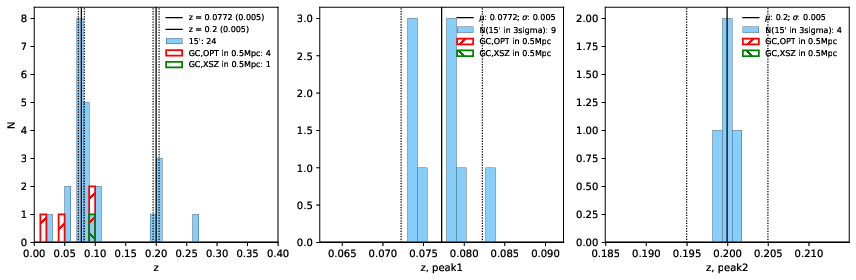 z = 0.0772 (0.005)
z = 0.2 (0.005)
15': 24
GC,OPT in 0.5Mpc: 4
GC,XSZ in 0.5Mpc: 1
8
7
6
5
4
3
2
1
0
N
0.00 0.05 0.10 0.15 0.20 0.25 0.30 0.35 0.40
z
μ: 0.0772; σ: 0.005
N(15' in 3sigma): 9
GC,OPT in 0.5Mpc
GC,XSZ in 0.5Mpc
3.0
2.5
2.0
1.5
1.0
0.5
0.0
0.065 0.070 0.075 0.080 0.085 0.090
z, peak1
μ: 0.2; σ: 0.005
N(15' in 3sigma): 4
GC,OPT in 0.5Mpc
GC,XSZ in 0.5Mpc
2.00
1.75
1.50
1.25
1.00
0.75
0.50
0.25
0.00
0.185 0.190 0.195 0.200 0.205 0.210
z, peak2